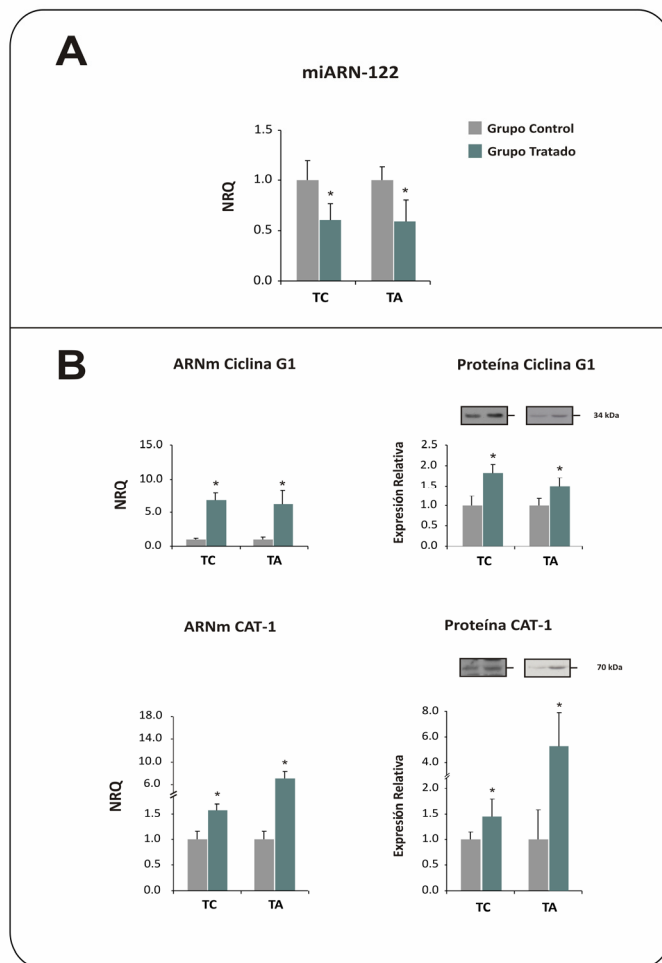 A
miARN-122
Grupo Control
Grupo Tratado
NRQ
1.5
1.0
0.5
0.0
*
*
TC TA
B
ARNm Ciclina G1
NRQ
15.0
10.0
5.0
0.0
*
*
TC TA
Proteína Ciclina G1
34 kDa
Expresión Relativa
2.5
2.0
1.5
1.0
0.5
0.0
*
*
TC TA
ARNm CAT-1
NRQ
18.0
14.0
10.0
6.0
1.5
1.0
0.5
0.0
*
*
TC TA
Proteína CAT-1
70 kDa
Expresión Relativa
8.0
6.0
4.0
2.0
1.0
0.0
*
*
TC TA